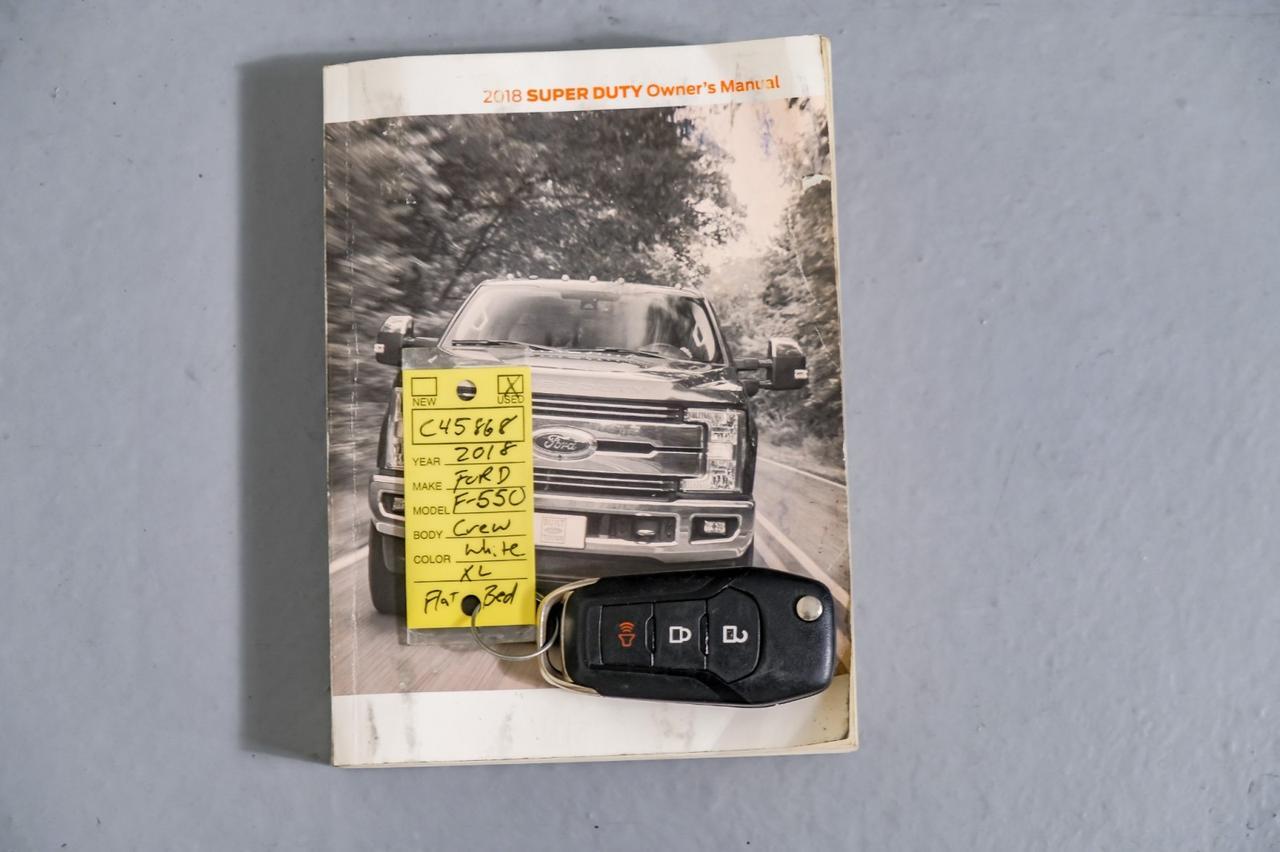 2018 SUPER DUTY Owner's Manual
NEW X USED
C45868
YEAR 2018
MAKE FORD
MODEL F-550
BODY Crew
COLOR White
XL
Flat Bed
Ford